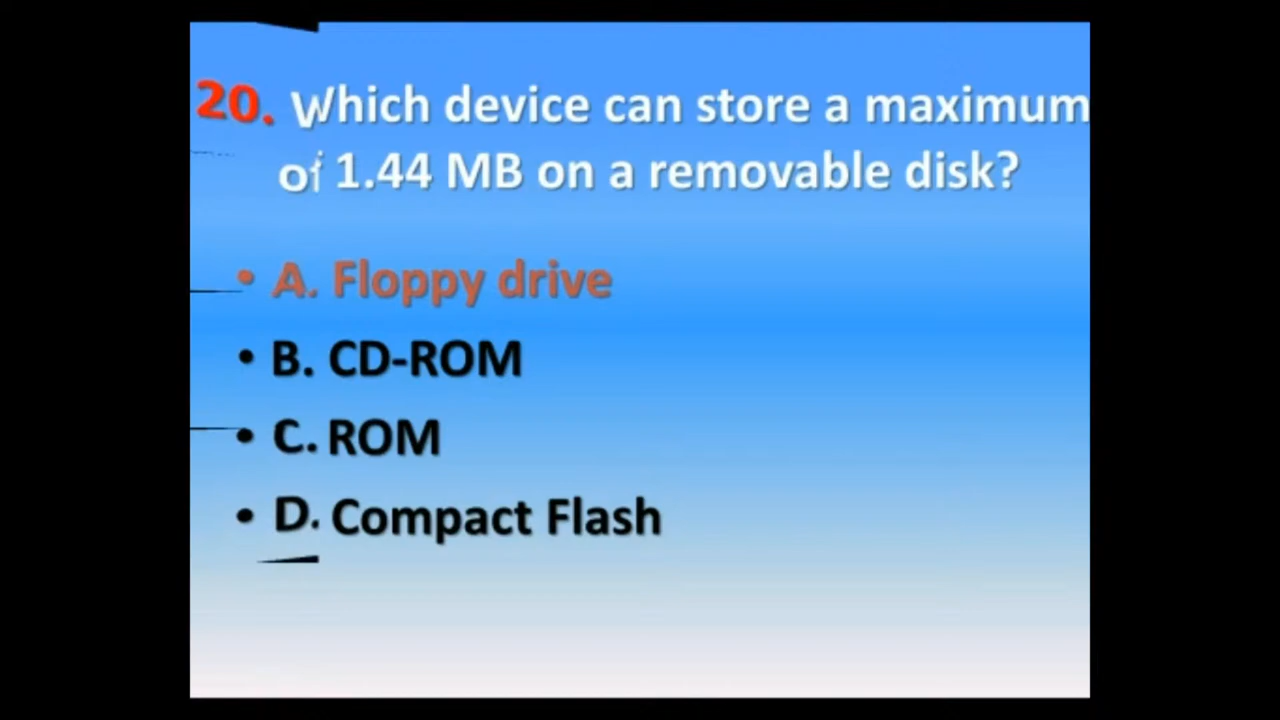 20. Which device can store a maximum
of 1.44 MB on a removable disk?
• A. Floppy drive
• B. CD-ROM
• C. ROM
• D. Compact Flash